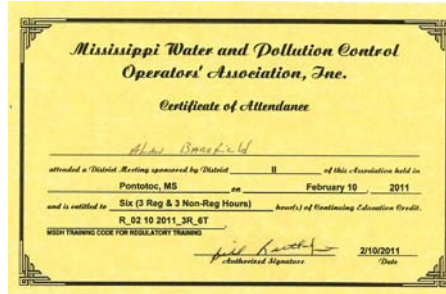 Mississippi Water and Pollution Control
Operators' Association, Inc.
Certificate of Attendance
Alan Barefield
attended a District Meeting sponsored by District II of this Association held in
Pontotoc, MS on February 10, 2011
and is entitled to Six (3 Reg & 3 Non-Reg Hours) hour(s) of Continuing Education Credit.
R_02 10 2011_3R_6T
MSDH TRAINING CODE FOR REGULATORY TRAINING
2/10/2011
Authorized Signature Date